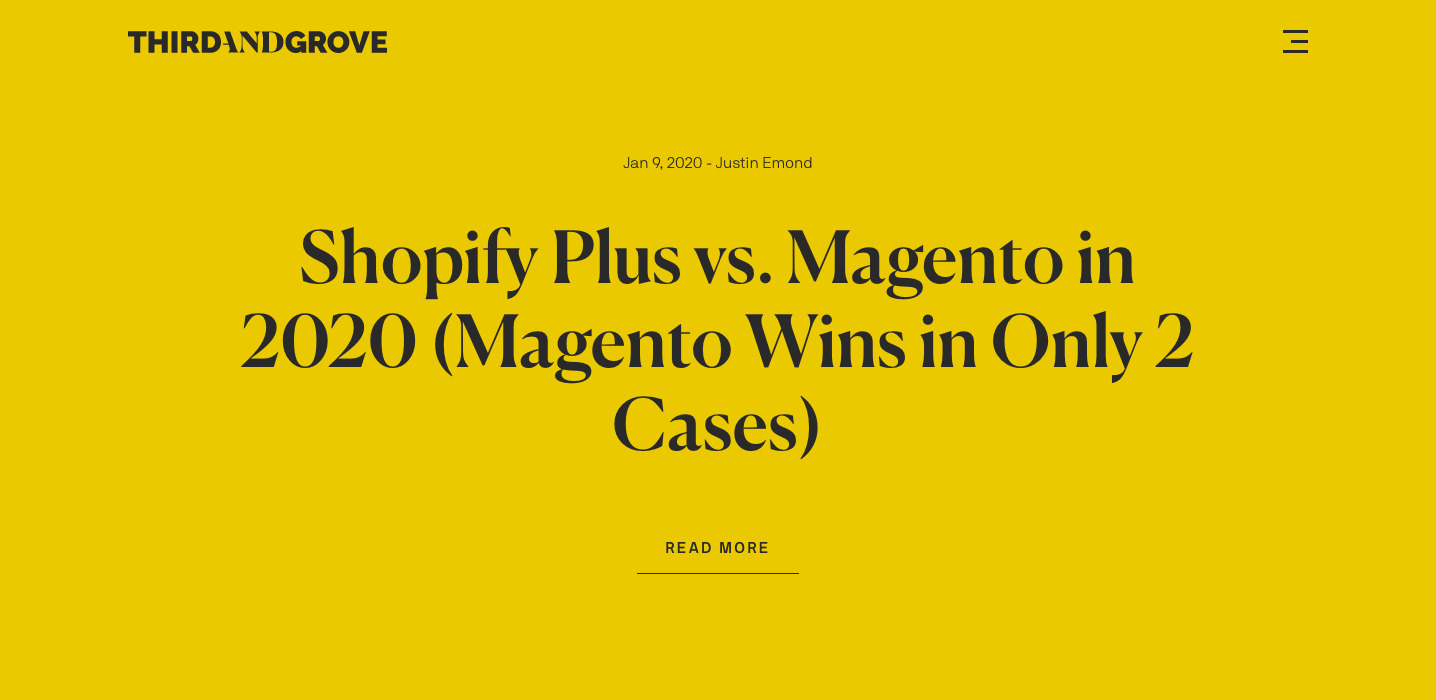 THIRDANDGROVE
Jan 9, 2020 - Justin Emond
Shopify Plus vs. Magento in
2020 (Magento Wins in Only 2
Cases)
READ MORE